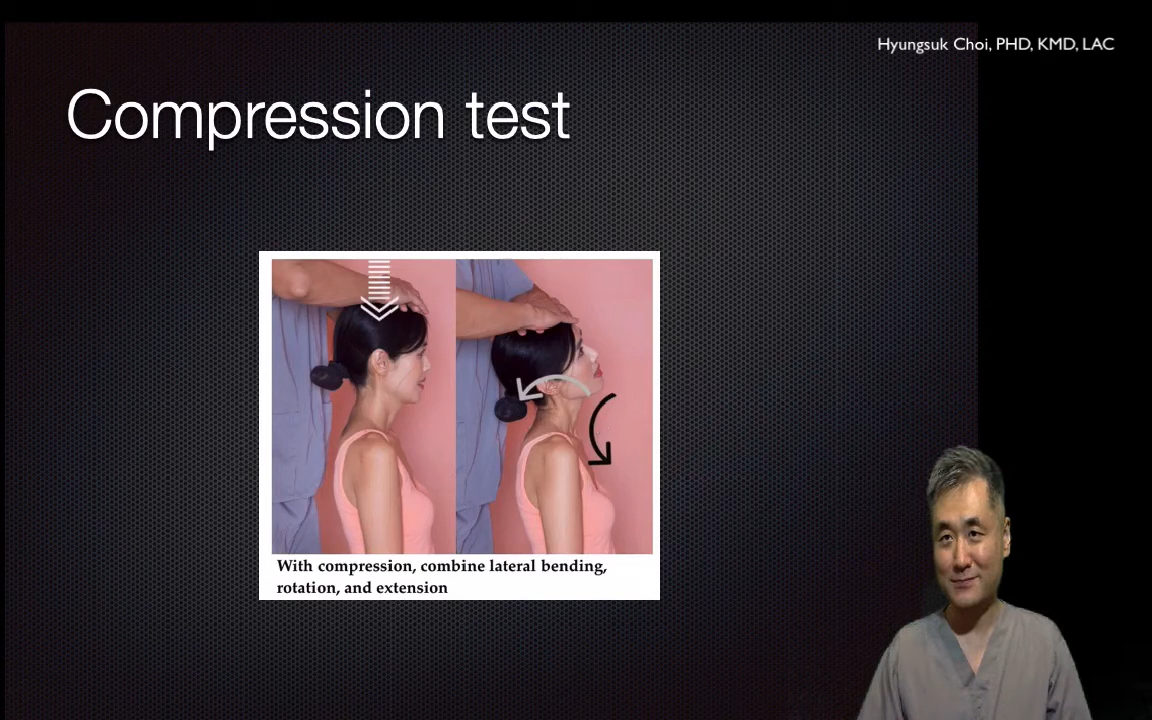 Hyungsuk Choi, PHD, KMD, LAC
Compression test
With compression, combine lateral bending,
rotation, and extension